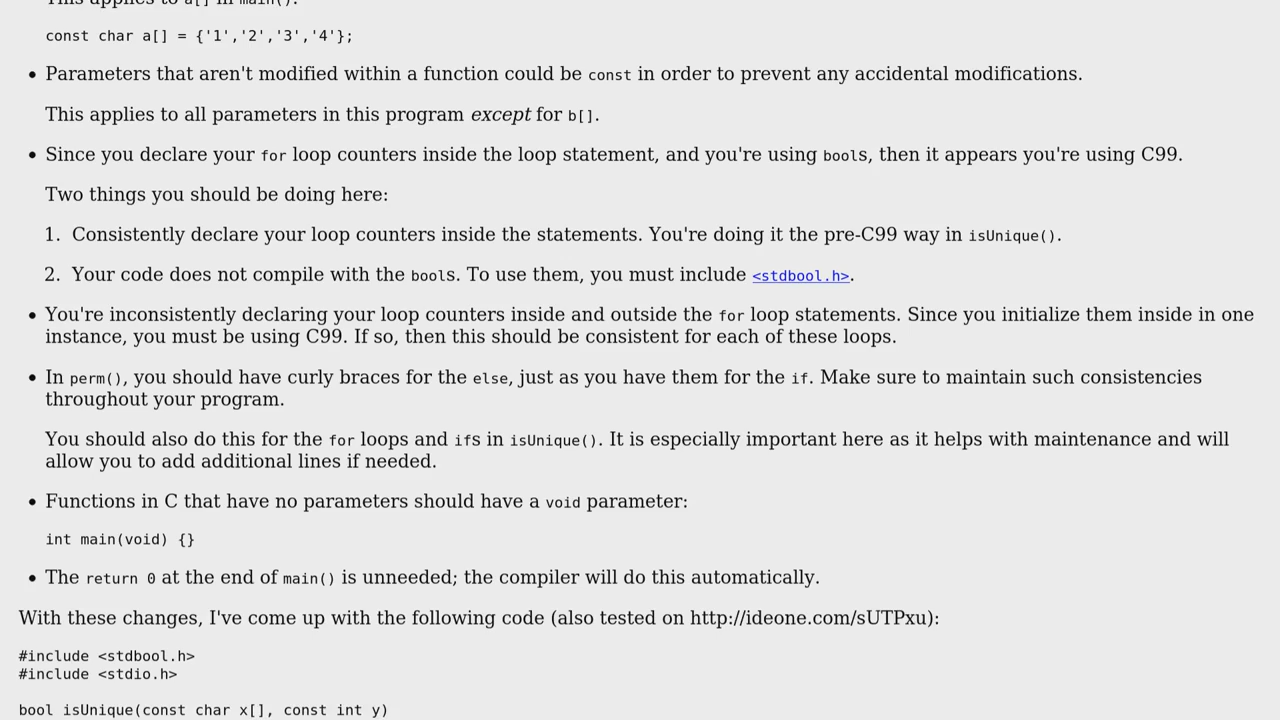 This applies to a[] in main().
const char a[] = {'1','2','3','4'};
• Parameters that aren't modified within a function could be const in order to prevent any accidental modifications.
This applies to all parameters in this program except for b[].
• Since you declare your for loop counters inside the loop statement, and you're using bools, then it appears you're using C99.
Two things you should be doing here:
1. Consistently declare your loop counters inside the statements. You're doing it the pre-C99 way in isUnique().
2. Your code does not compile with the bools. To use them, you must include <stdbool.h>.
• You're inconsistently declaring your loop counters inside and outside the for loop statements. Since you initialize them inside in one
instance, you must be using C99. If so, then this should be consistent for each of these loops.
• In perm(), you should have curly braces for the else, just as you have them for the if. Make sure to maintain such consistencies
throughout your program.
You should also do this for the for loops and ifs in isUnique(). It is especially important here as it helps with maintenance and will
allow you to add additional lines if needed.
• Functions in C that have no parameters should have a void parameter:
int main(void) {}
• The return 0 at the end of main() is unneeded; the compiler will do this automatically.
With these changes, I've come up with the following code (also tested on http://ideone.com/sUTPxu):
#include <stdbool.h>
#include <stdio.h>
bool isUnique(const char x[], const int y)